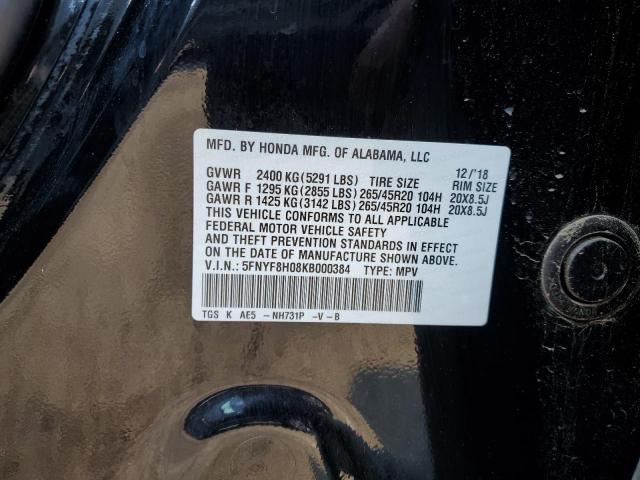 MFD. BY HONDA MFG. OF ALABAMA, LLC
GVWR 2400 KG (5291 LBS) TIRE SIZE 12/'18 RIM SIZE
GAWR F 1295 KG (2855 LBS) 265/45R20 104H 20X8.5J
GAWR R 1425 KG (3142 LBS) 265/45R20 104H 20X8.5J
THIS VEHICLE CONFORMS TO ALL APPLICABLE
FEDERAL MOTOR VEHICLE SAFETY
AND THEFT PREVENTION STANDARDS IN EFFECT
ON THE DATE OF MANUFACTURE SHOWN ABOVE.
V.I.N.: 5FNYF8H08KB000384 TYPE: MPV
TGS K AE5 -NH731P -V-B